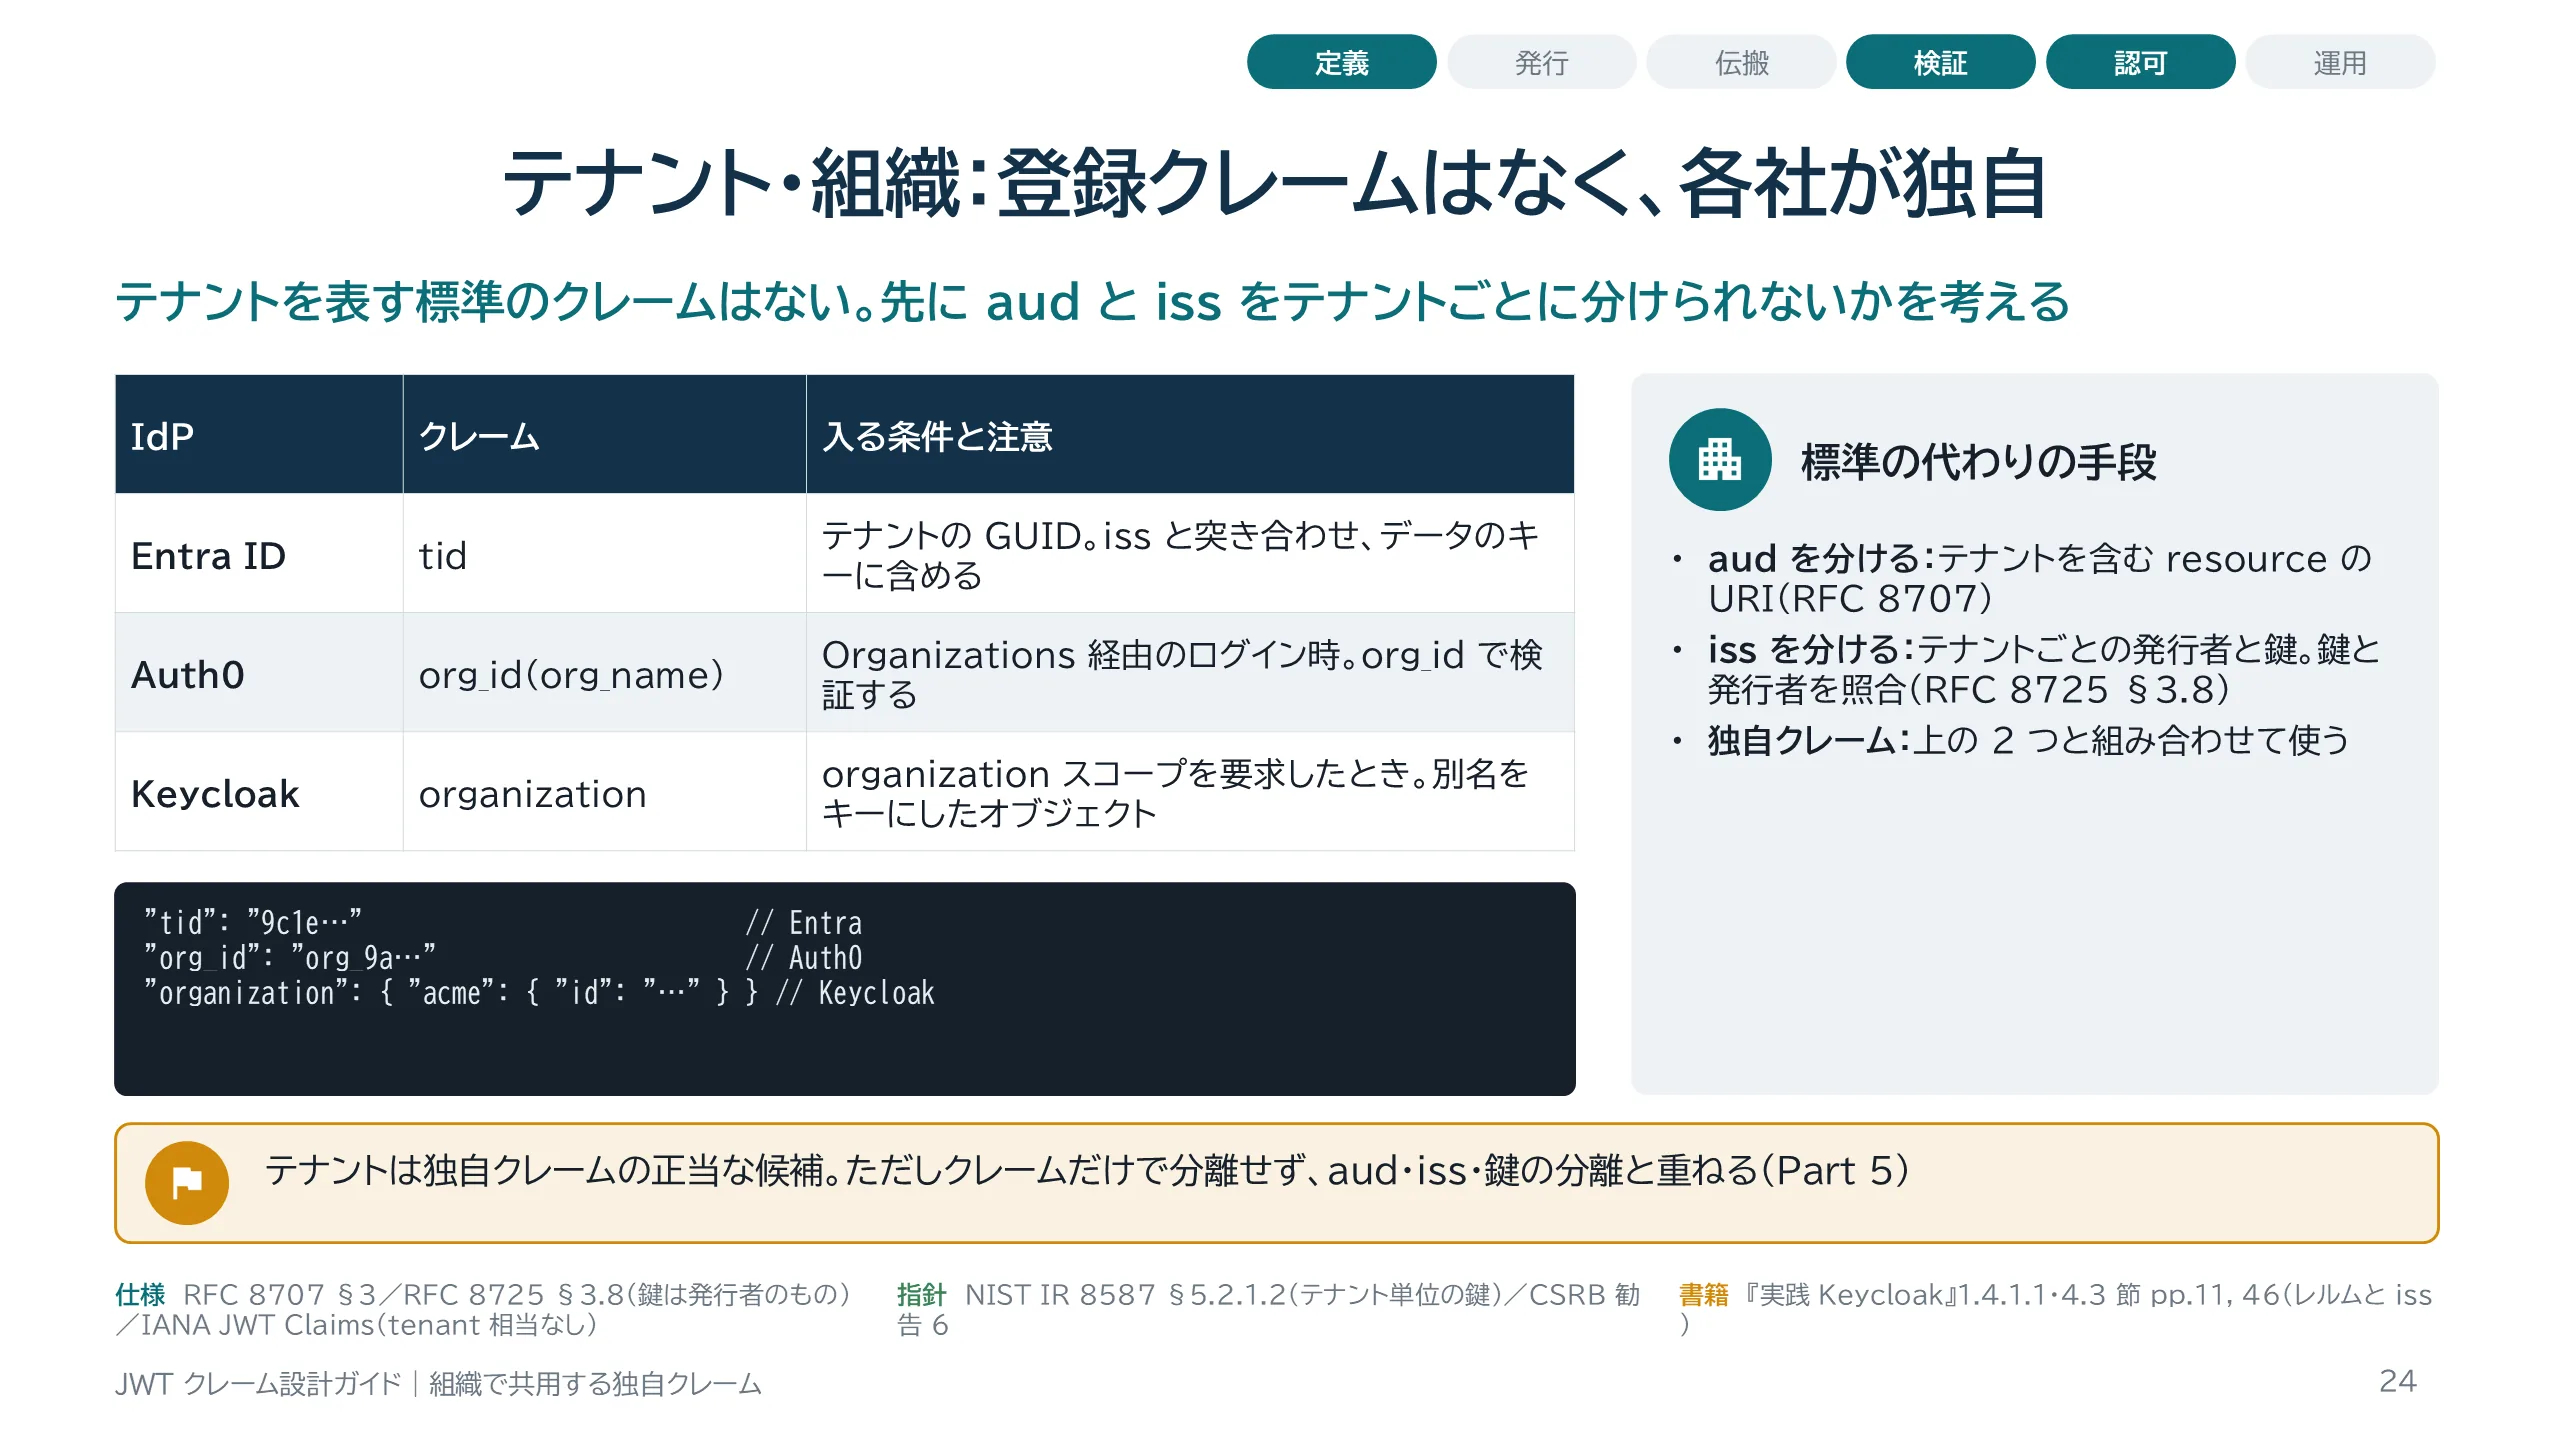 定義 発行 伝搬 検証 認可 運用
テナント・組織：登録クレームはなく、各社が独自
テナントを表す標準のクレームはない。先に aud と iss をテナントごとに分けられないかを考える
IdP クレーム 入る条件と注意
Entra ID tid テナントの GUID。iss と突き合わせ、データのキ
ーに含める
Auth0 org_id(org_name) Organizations 経由のログイン時。org_id で検
証する
Keycloak organization organization スコープを要求したとき。別名を
キーにしたオブジェクト
"tid": "9c1e…" // Entra
"org_id": "org_9a…" // Auth0
"organization": { "acme": { "id": "…" } } // Keycloak
標準の代わりの手段
・ aud を分ける：テナントを含む resource の
URI(RFC 8707)
・ iss を分ける：テナントごとの発行者と鍵。鍵と
発行者を照合(RFC 8725 §3.8)
・ 独自クレーム：上の 2 つと組み合わせて使う
テナントは独自クレームの正当な候補。ただしクレームだけで分離せず、aud・iss・鍵の分離と重ねる(Part 5)
仕様 RFC 8707 §3／RFC 8725 §3.8(鍵は発行者のもの)
／IANA JWT Claims(tenant 相当なし)
指針 NIST IR 8587 §5.2.1.2(テナント単位の鍵)／CSRB 勧
告 6
書籍 『実践 Keycloak』1.4.1.1・4.3 節 pp.11, 46(レルムと iss
)
JWT クレーム設計ガイド｜組織で共用する独自クレーム
24